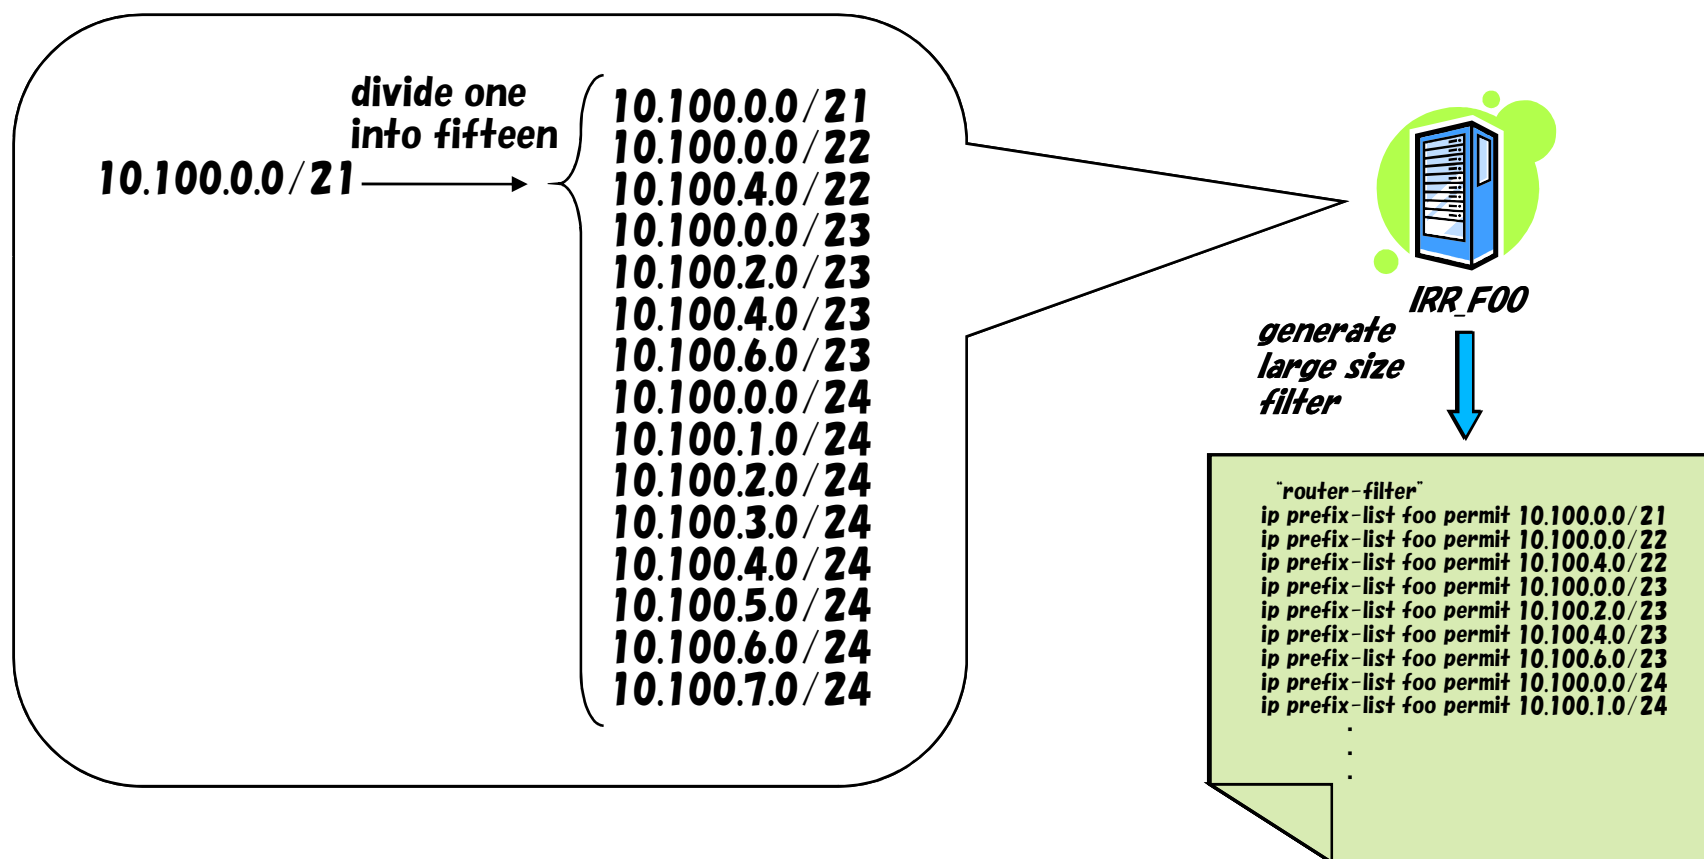 divide one
into fifteen
10.100.0.0/21
10.100.0.0/21
10.100.0.0/22
10.100.4.0/22
10.100.0.0/23
10.100.2.0/23
10.100.4.0/23
10.100.6.0/23
10.100.0.0/24
10.100.1.0/24
10.100.2.0/24
10.100.3.0/24
10.100.4.0/24
10.100.5.0/24
10.100.6.0/24
10.100.7.0/24
IRR_FOO
generate
large size
filter
"router-filter"
ip prefix-list foo permit 10.100.0.0/21
ip prefix-list foo permit 10.100.0.0/22
ip prefix-list foo permit 10.100.4.0/22
ip prefix-list foo permit 10.100.0.0/23
ip prefix-list foo permit 10.100.2.0/23
ip prefix-list foo permit 10.100.4.0/23
ip prefix-list foo permit 10.100.6.0/23
ip prefix-list foo permit 10.100.0.0/24
ip prefix-list foo permit 10.100.1.0/24
.
.
.